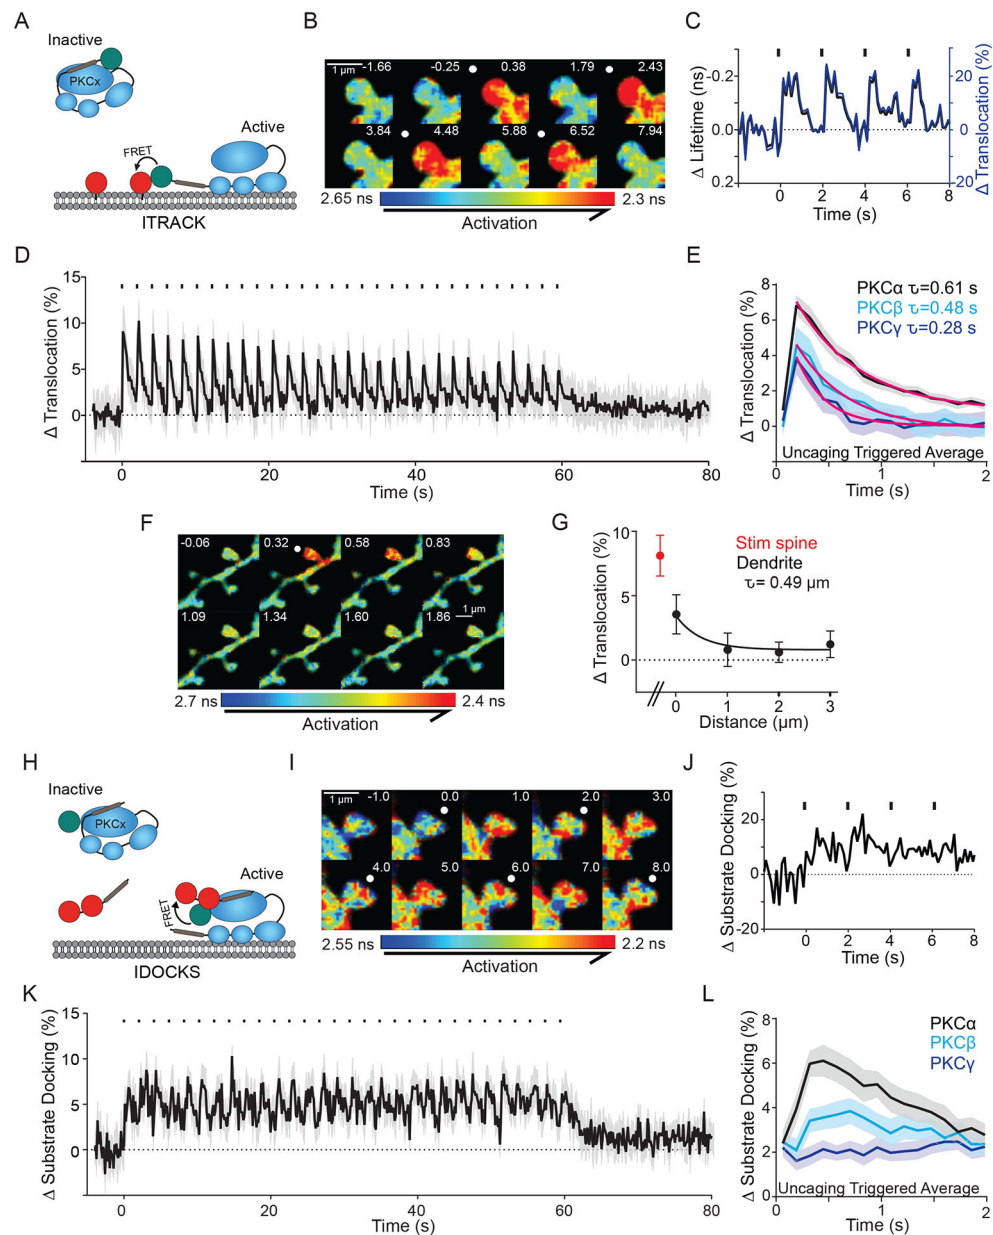 A
Inactive
PKCx
Active
FRET
ITRACK
B
1 μm
-1.66
-0.25
0.38
1.79
2.43
3.84
4.48
5.88
6.52
7.94
2.65 ns
2.3 ns
Activation
C
Δ Lifetime (ns)
-0.2
0.0
0.2
Δ Translocation (%)
20
0
20
0 2 4 6 8
Time (s)
D
Δ Translocation (%)
15
10
5
0
0 20 40 60 80
Time (s)
E
PKCα τ=0.61 s
PKCβ τ=0.48 s
PKCγ τ=0.28 s
Δ Translocation (%)
8
6
4
2
0
Uncaging Triggered Average
0 1 2
Time (s)
F
-0.06
0.32
0.58
0.83
1.09
1.34
1.60
1 μm
1.86
2.7 ns
2.4 ns
Activation
G
Δ Translocation (%)
10
5
0
Stim spine
Dendrite
τ= 0.49 μm
0 1 2 3
Distance (μm)
H
Inactive
PKCx
Active
FRET
IDOCKS
I
1 μm
-1.0
0.0
1.0
2.0
3.0
4.0
5.0
6.0
7.0
8.0
2.55 ns
2.2 ns
Activation
J
Δ Substrate Docking (%)
20
0
-20
0 2 4 6 8
Time (s)
K
Δ Substrate Docking (%)
15
10
5
0
0 20 40 60 80
Time (s)
L
PKCα
PKCβ
PKCγ
Δ Substrate Docking (%)
8
6
4
2
0
Uncaging Triggered Average
0 1 2
Time (s)